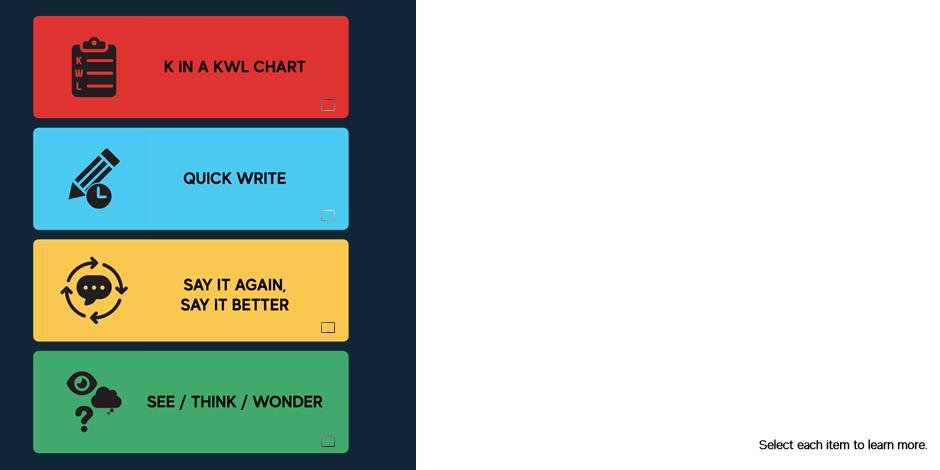 K
W
L
K IN A KWL CHART
QUICK WRITE
SAY IT AGAIN,
SAY IT BETTER
SEE / THINK / WONDER
?
Select each item to learn more.